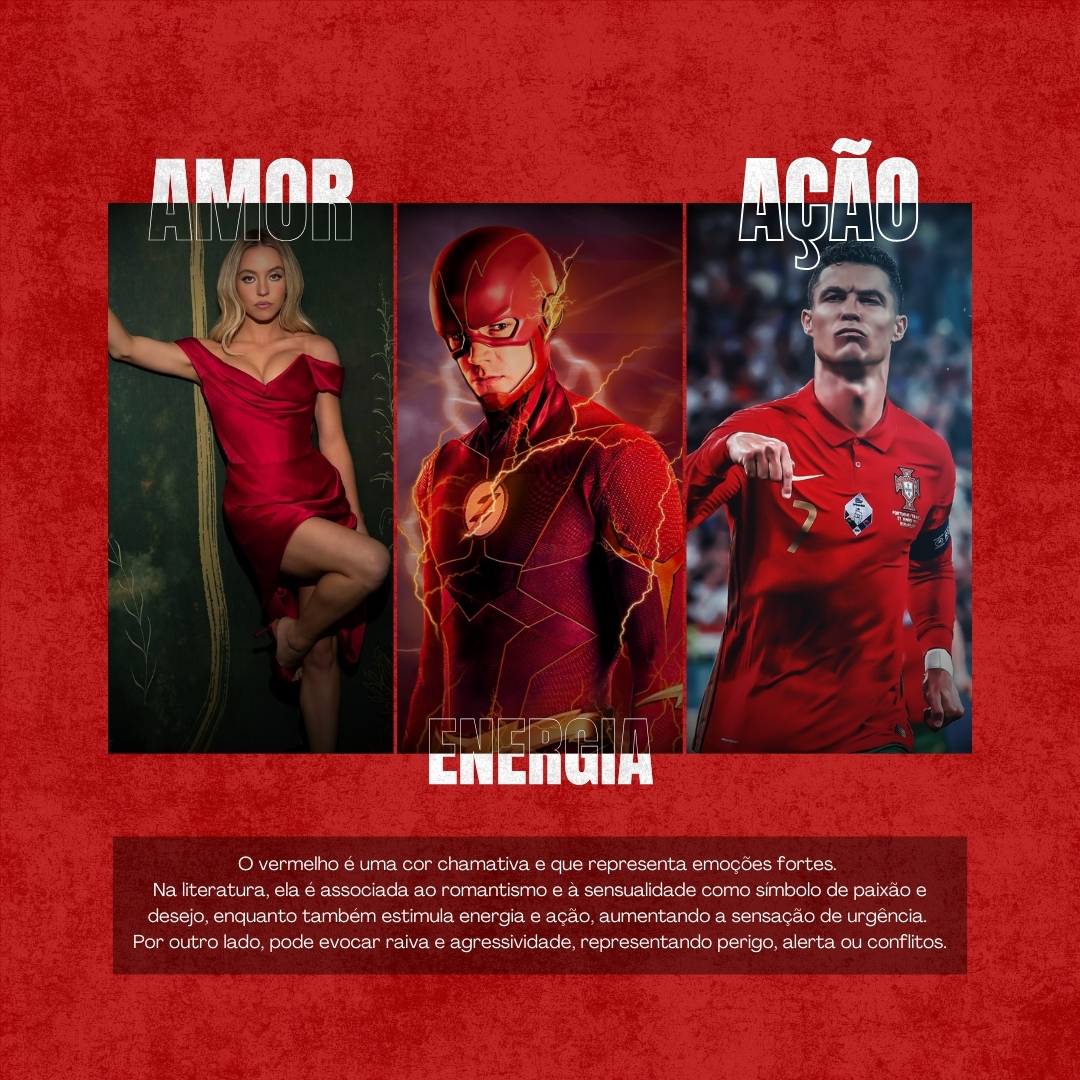 AMOR
AÇÃO
7
ENERGIA
O vermelho é uma cor chamativa e que representa emoções fortes.
Na literatura, ela é associada ao romantismo e à sensualidade como símbolo de paixão e
desejo, enquanto também estimula energia e ação, aumentando a sensação de urgência.
Por outro lado, pode evocar raiva e agressividade, representando perigo, alerta ou conflitos.